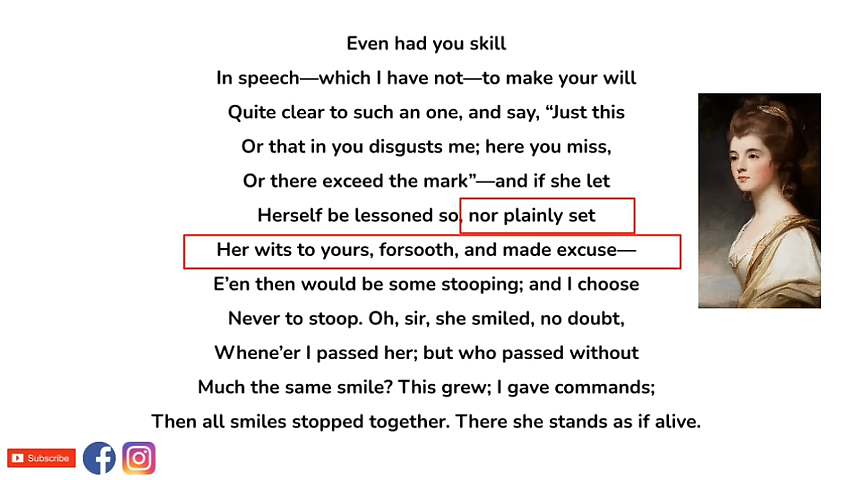 Even had you skill
In speech—which I have not—to make your will
Quite clear to such an one, and say, “Just this
Or that in you disgusts me; here you miss,
Or there exceed the mark”—and if she let
Herself be lessoned so, nor plainly set
Her wits to yours, forsooth, and made excuse—
E’en then would be some stooping; and I choose
Never to stoop. Oh, sir, she smiled, no doubt,
Whene’er I passed her; but who passed without
Much the same smile? This grew; I gave commands;
Then all smiles stopped together. There she stands as if alive.
Subscribe